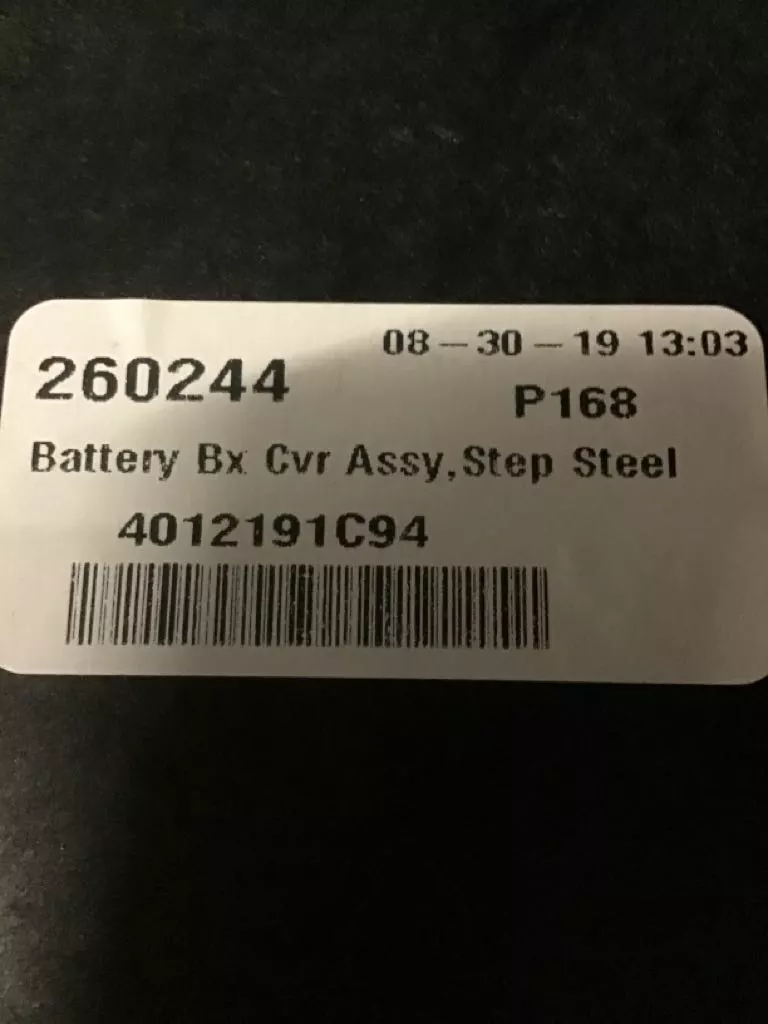 08-30-19 13:03
260244
P168
Battery Bx Cvr Assy,Step Steel
4012191C94